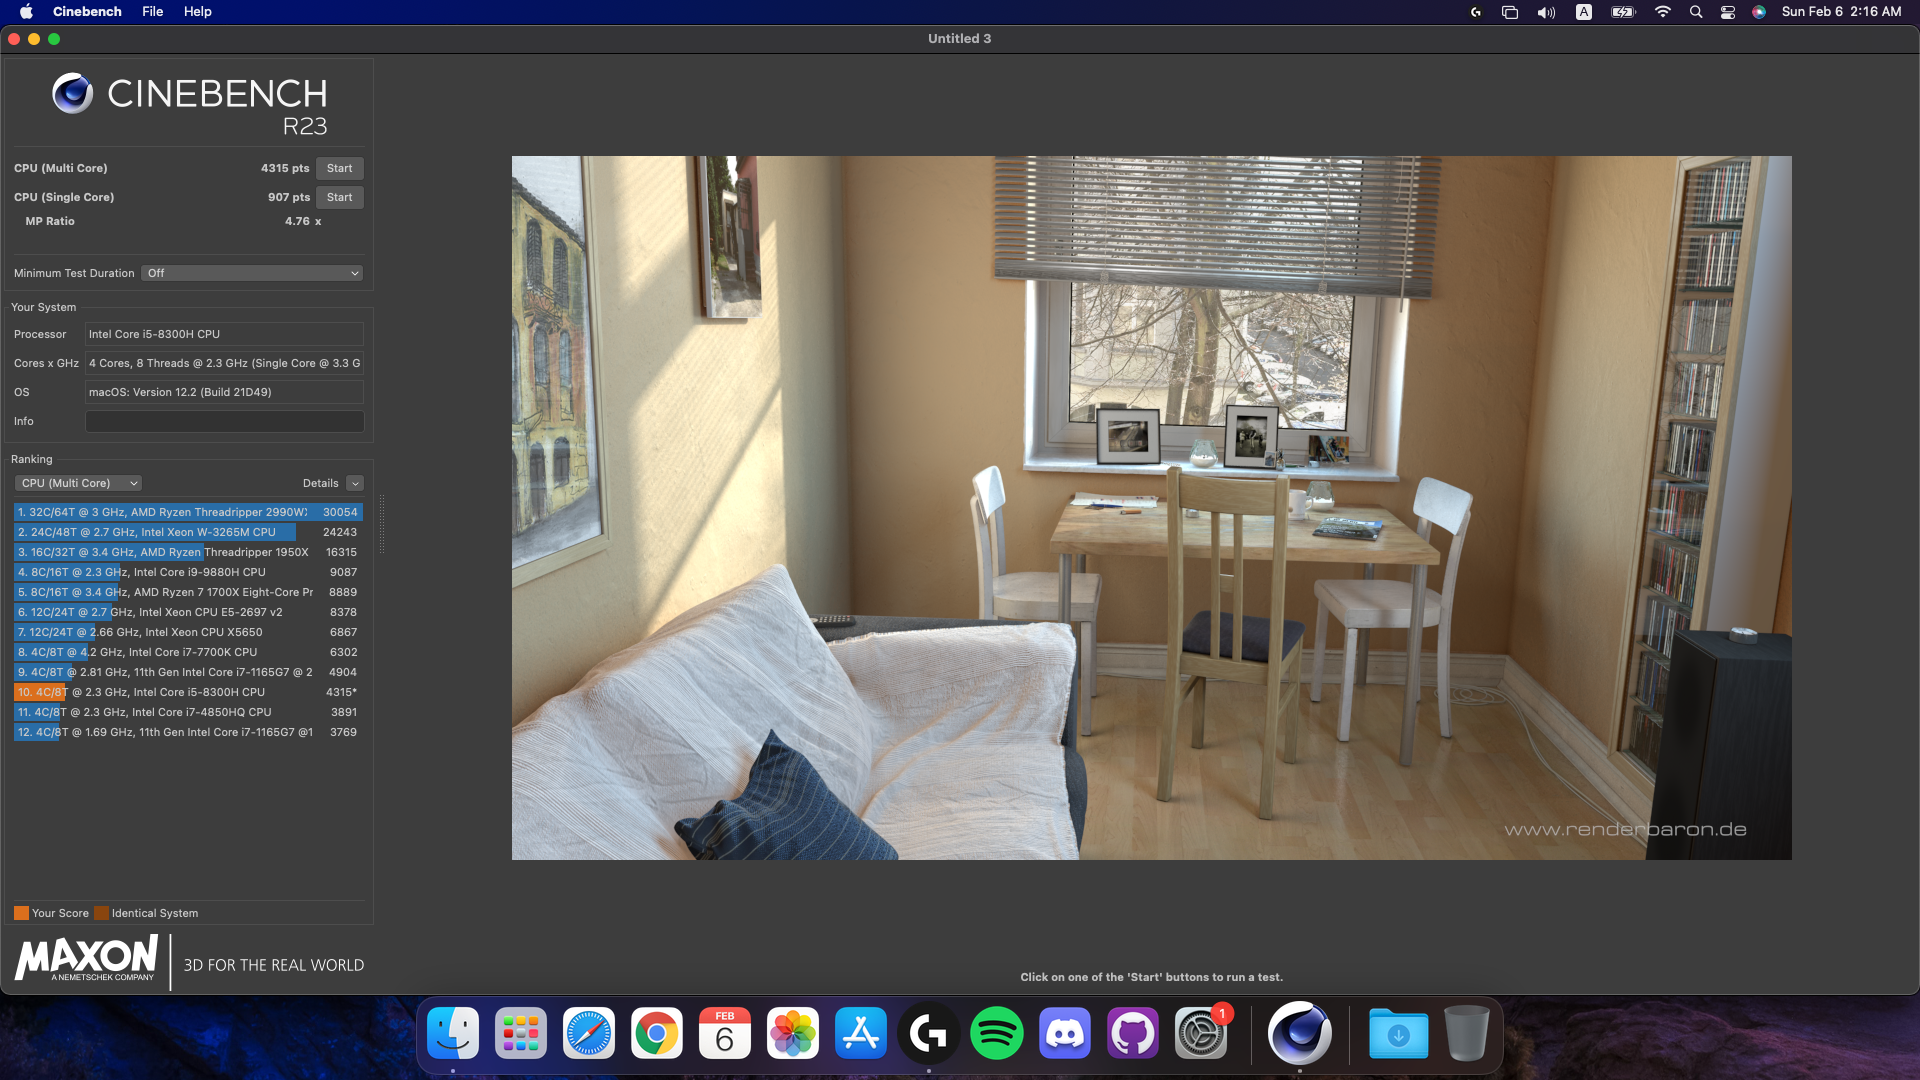 Cinebench File Help
A
Sun Feb 6 2:16 AM
Untitled 3
CINEBENCH
R23
CPU (Multi Core) 4315 pts Start
CPU (Single Core) 907 pts Start
MP Ratio 4.76 x
Minimum Test Duration Off
Your System
Processor Intel Core i5-8300H CPU
Cores x GHz 4 Cores, 8 Threads @ 2.3 GHz (Single Core @ 3.3 G
OS macOS: Version 12.2 (Build 21D49)
Info
Ranking
CPU (Multi Core) Details
1. 32C/64T @ 3 GHz, AMD Ryzen Threadripper 2990W 30054
2. 24C/48T @ 2.7 GHz, Intel Xeon W-3265M CPU 24243
3. 16C/32T @ 3.4 GHz, AMD Ryzen Threadripper 1950X 16315
4. 8C/16T @ 2.3 GHz, Intel Core i9-9880H CPU 9087
5. 8C/16T @ 3.4 GHz, AMD Ryzen 7 1700X Eight-Core Pr 8889
6. 12C/24T @ 2.7 GHz, Intel Xeon CPU E5-2697 v2 8378
7. 12C/24T @ 2.66 GHz, Intel Xeon CPU X5650 6867
8. 4C/8T @ 4.2 GHz, Intel Core i7-7700K CPU 6302
9. 4C/8T @ 2.81 GHz, 11th Gen Intel Core i7-1165G7 @ 2 4904
10. 4C/8T @ 2.3 GHz, Intel Core i5-8300H CPU 4315*
11. 4C/8T @ 2.3 GHz, Intel Core i7-4850HQ CPU 3891
12. 4C/8T @ 1.69 GHz, 11th Gen Intel Core i7-1165G7 @1 3769
Your Score Identical System
MAXON
A NEMETSCHEK COMPANY
3D FOR THE REAL WORLD
www.renderbaron.de
Click on one of the 'Start' buttons to run a test.
FEB
6
1